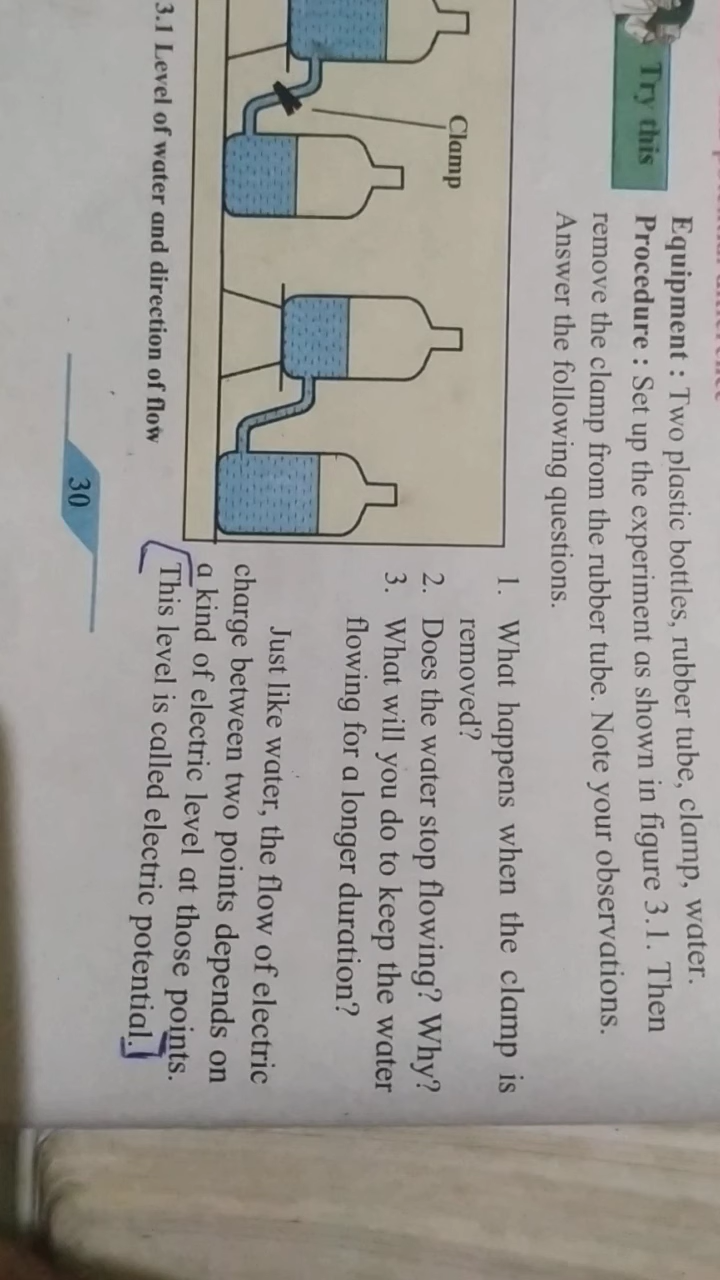 Try this
Equipment : Two plastic bottles, rubber tube, clamp, water.
Procedure : Set up the experiment as shown in figure 3.1. Then
remove the clamp from the rubber tube. Note your observations.
Answer the following questions.
Clamp
3.1 Level of water and direction of flow
1. What happens when the clamp is
removed?
2. Does the water stop flowing? Why?
3. What will you do to keep the water
flowing for a longer duration?
Just like water, the flow of electric
charge between two points depends on
a kind of electric level at those points.
This level is called electric potential.
30